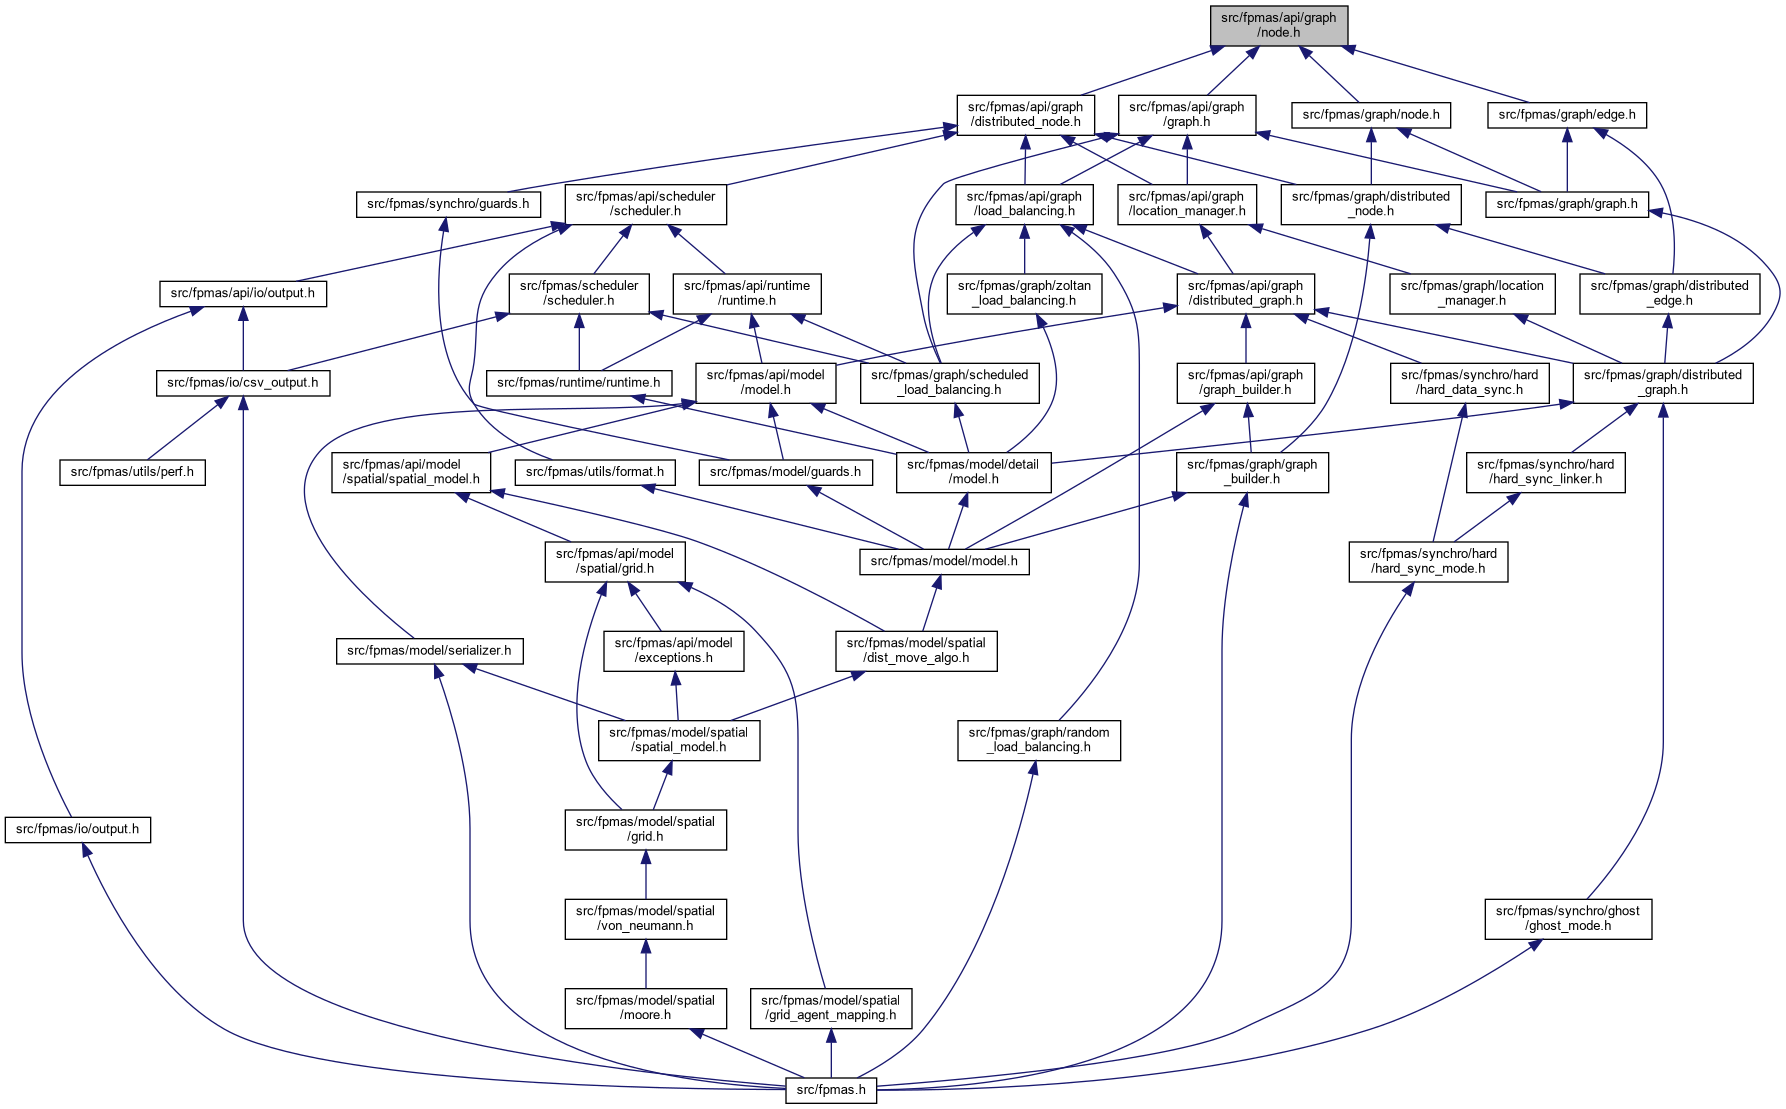 src/fpmas/api/graph
/node.h
src/fpmas/api/graph
/distributed_node.h
src/fpmas/api/graph
/graph.h
src/fpmas/graph/node.h
src/fpmas/graph/edge.h
src/fpmas/synchro/guards.h
src/fpmas/api/scheduler
/scheduler.h
src/fpmas/api/graph
/load_balancing.h
src/fpmas/api/graph
/location_manager.h
src/fpmas/graph/distributed
_node.h
src/fpmas/graph/graph.h
src/fpmas/api/io/output.h
src/fpmas/scheduler
/scheduler.h
src/fpmas/api/runtime
/runtime.h
src/fpmas/graph/zoltan
_load_balancing.h
src/fpmas/api/graph
/distributed_graph.h
src/fpmas/graph/location
_manager.h
src/fpmas/graph/distributed
_edge.h
src/fpmas/io/csv_output.h
src/fpmas/runtime/runtime.h
src/fpmas/api/model
/model.h
src/fpmas/graph/scheduled
_load_balancing.h
src/fpmas/api/graph
/graph_builder.h
src/fpmas/synchro/hard
/hard_data_sync.h
src/fpmas/graph/distributed
_graph.h
src/fpmas/utils/perf.h
src/fpmas/api/model
/spatial/spatial_model.h
src/fpmas/utils/format.h
src/fpmas/model/guards.h
src/fpmas/model/detail
/model.h
src/fpmas/graph/graph
_builder.h
src/fpmas/synchro/hard
/hard_sync_linker.h
src/fpmas/api/model
/spatial/grid.h
src/fpmas/model/model.h
src/fpmas/synchro/hard
/hard_sync_mode.h
src/fpmas/model/serializer.h
src/fpmas/api/model
/exceptions.h
src/fpmas/model/spatial
/dist_move_algo.h
src/fpmas/model/spatial
/spatial_model.h
src/fpmas/graph/random
_load_balancing.h
src/fpmas/io/output.h
src/fpmas/model/spatial
/grid.h
src/fpmas/model/spatial
/von_neumann.h
src/fpmas/synchro/ghost
/ghost_mode.h
src/fpmas/model/spatial
/moore.h
src/fpmas/model/spatial
/grid_agent_mapping.h
src/fpmas.h